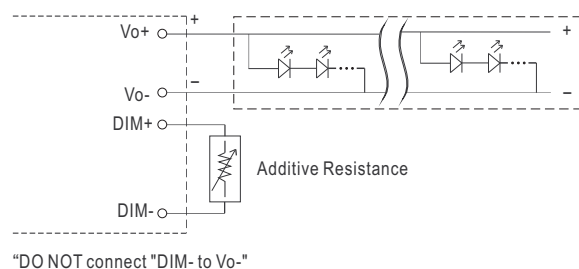 +
Vo+
+
−
Vo-
−
DIM+
Additive Resistance
DIM-
“DO NOT connect "DIM- to Vo-"